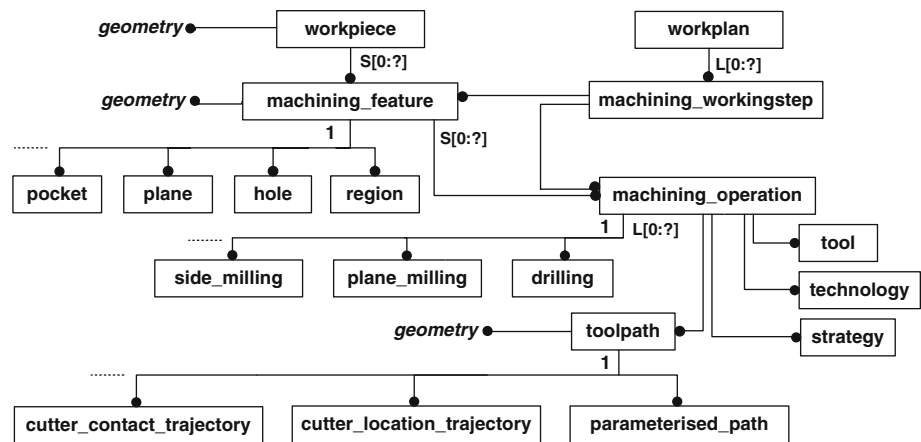 geometry
workpiece
workplan
S[0:?]
L[0:?]
geometry
machining_feature
machining_workingstep
1
S[0:?]
pocket
plane
hole
region
machining_operation
1
L[0:?]
tool
side_milling
plane_milling
drilling
technology
geometry
toolpath
strategy
1
cutter_contact_trajectory
cutter_location_trajectory
parameterised_path